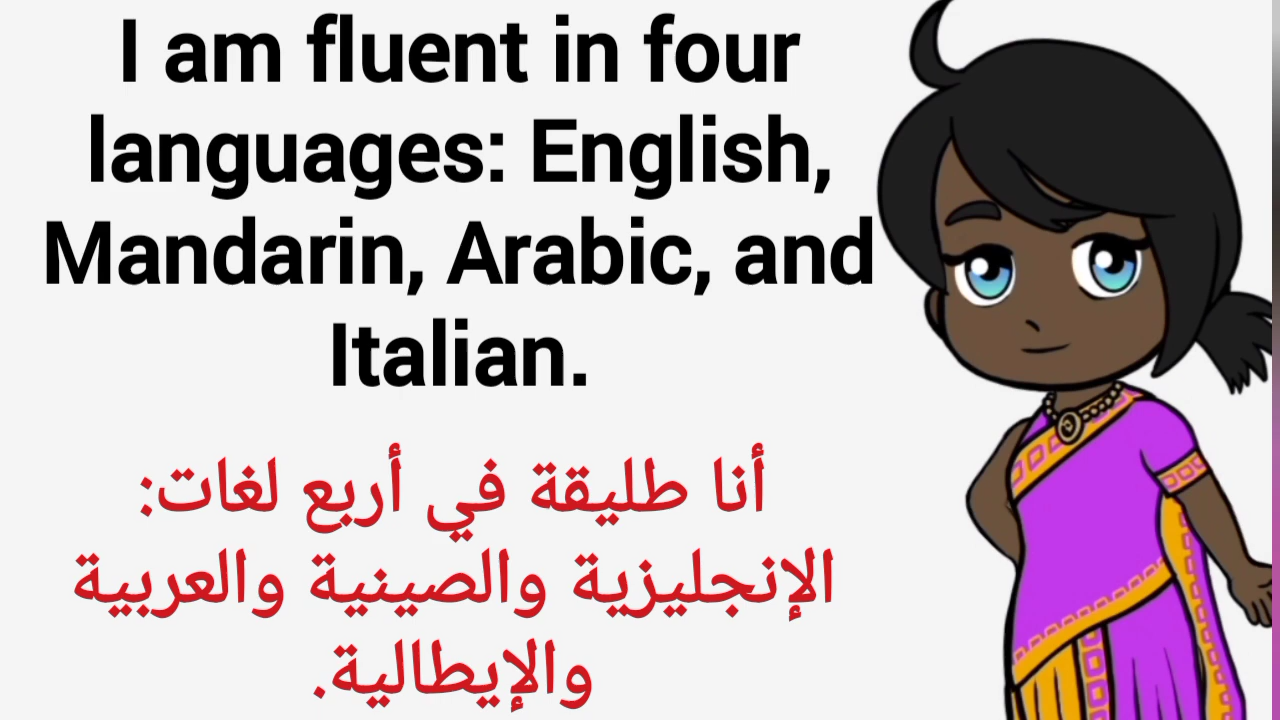 I am fluent in four
languages: English,
Mandarin, Arabic, and
Italian.
أنا طليقة في أربع لغات:
الإنجليزية والصينية والعربية
والإيطالية.